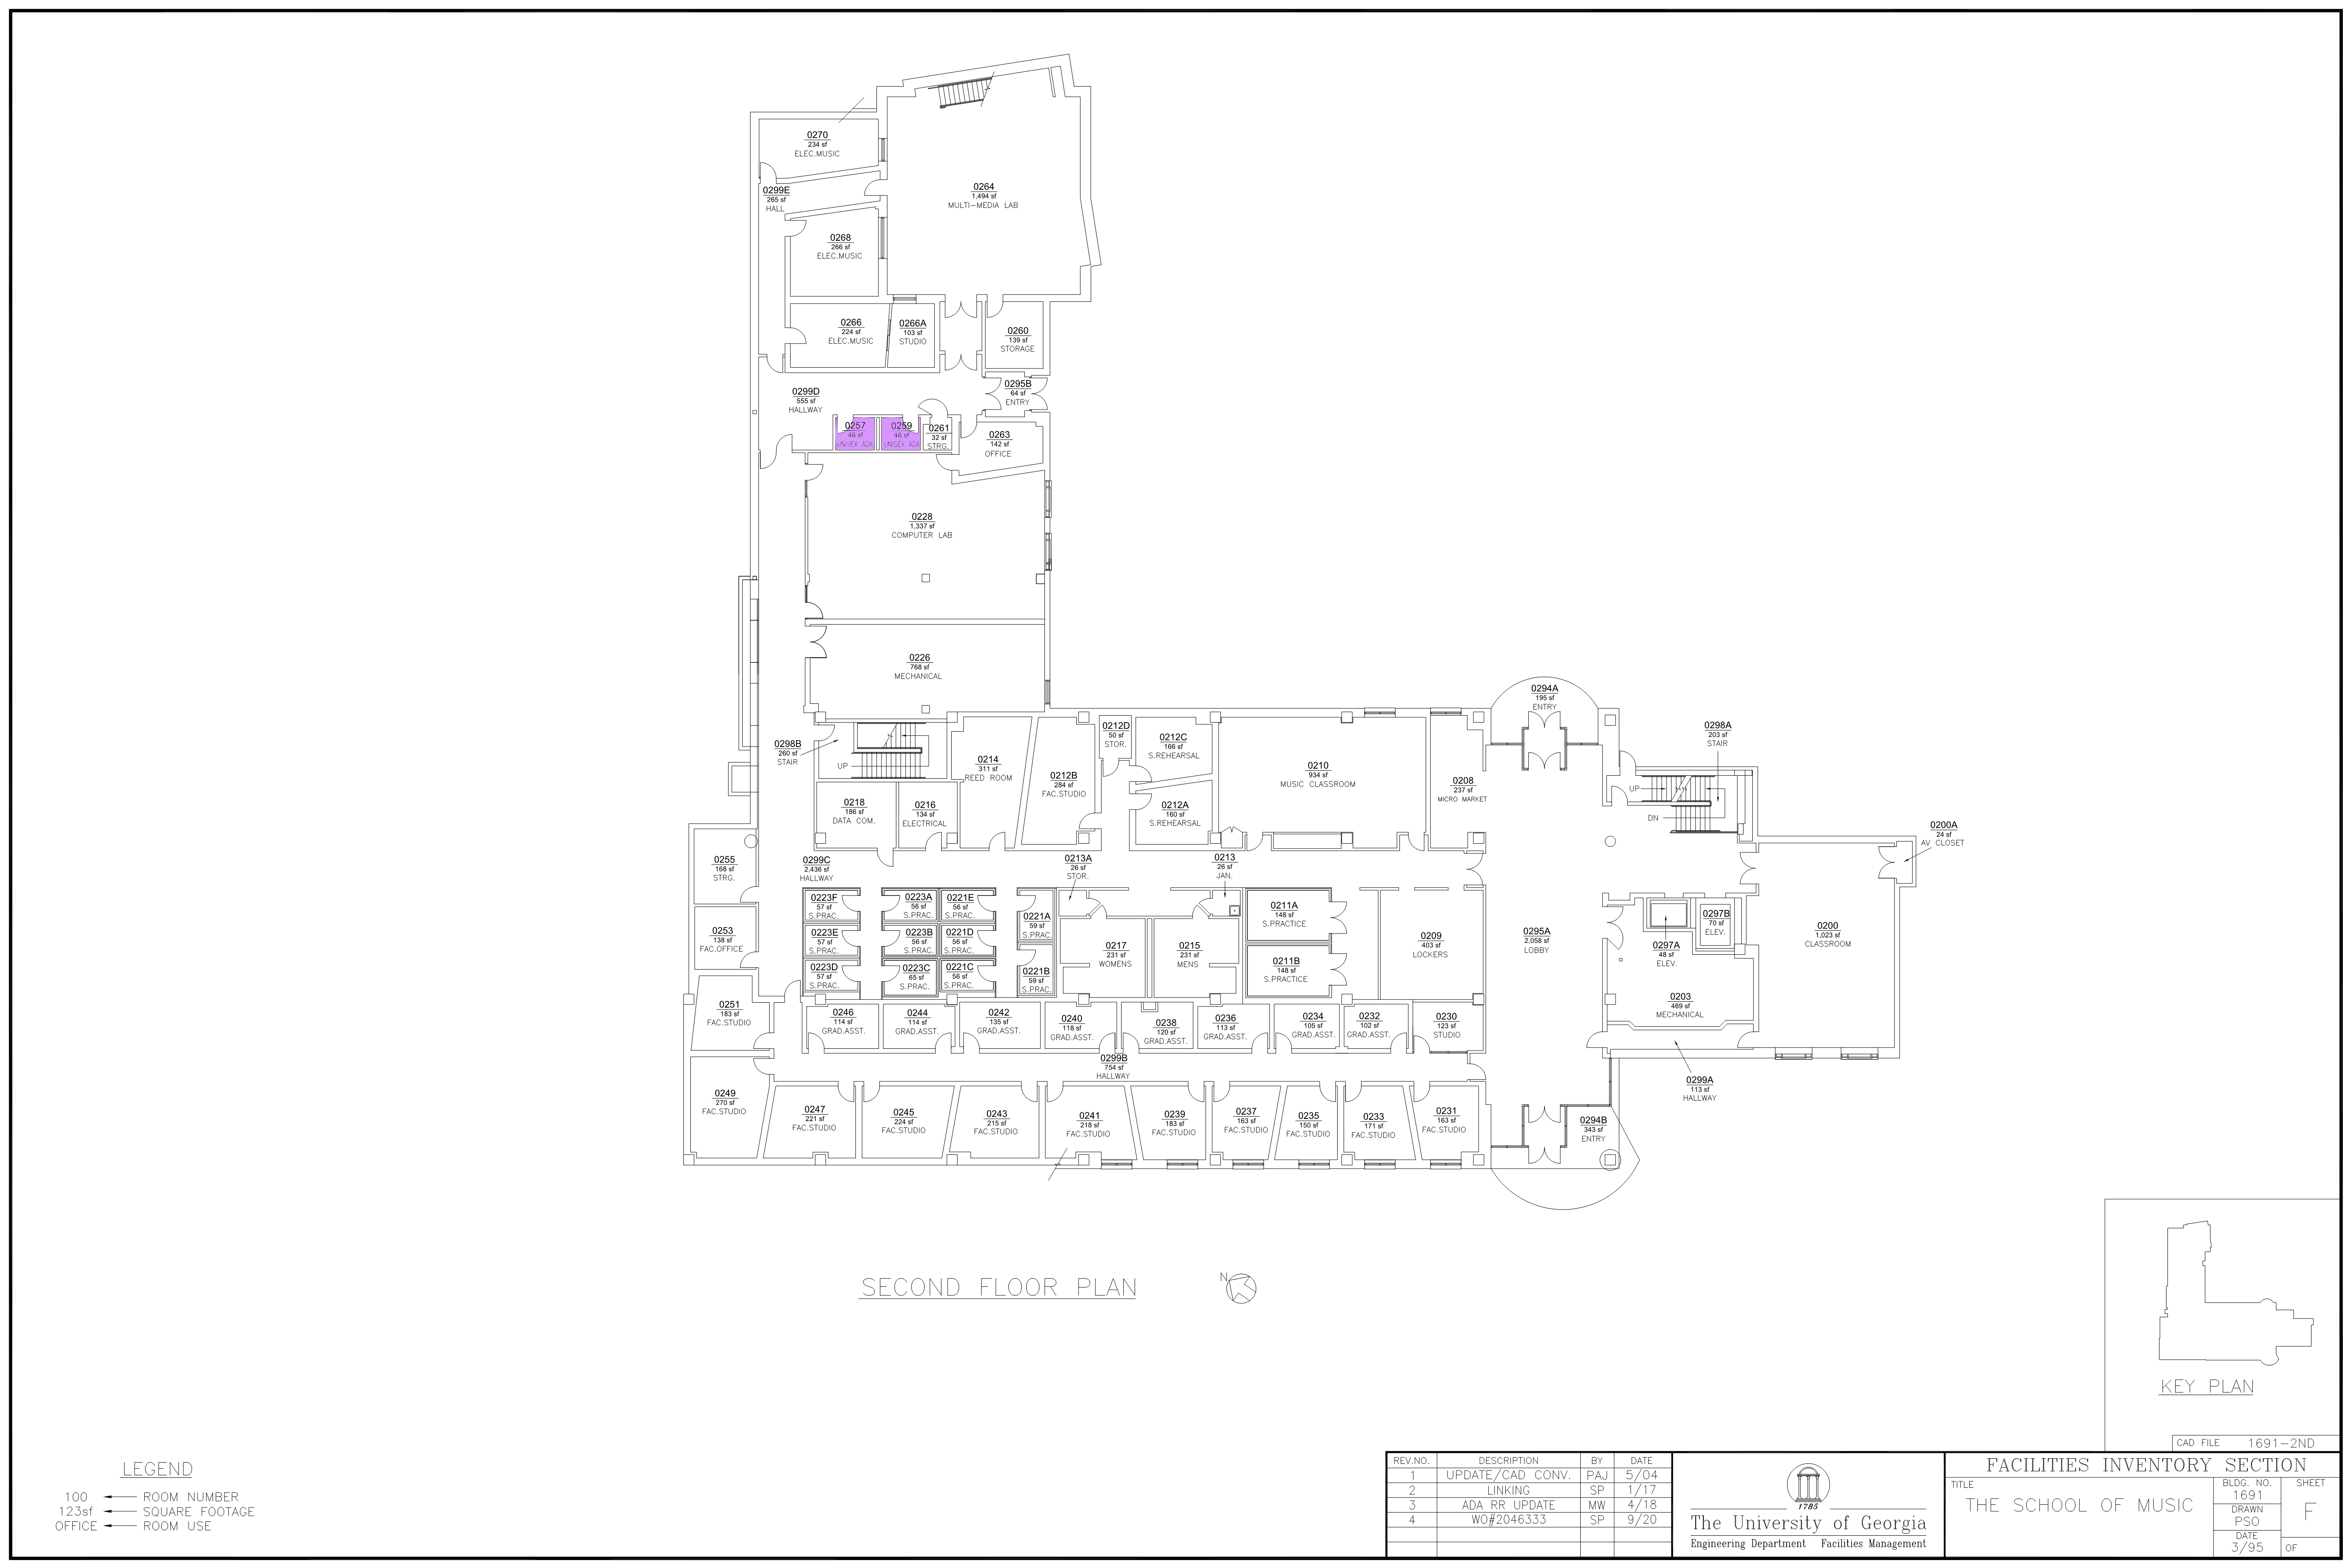 0270
234 sf
ELEC.MUSIC
0299E
265 sf
HALL
0264
1,494 sf
MULTI-MEDIA LAB
0268
266 sf
ELEC.MUSIC
0266
224 sf
ELEC.MUSIC
0266A
103 sf
STUDIO
0260
139 sf
STORAGE
0299D
555 sf
HALLWAY
0295B
64 sf
ENTRY
0257
46 sf
UNISEX ADA
0259
46 sf
UNISEX ADA
0261
32 sf
STRG.
0263
142 sf
OFFICE
0228
1,337 sf
COMPUTER LAB
0226
768 sf
MECHANICAL
0298B
260 sf
STAIR
UP
0214
311 sf
REED ROOM
0212B
284 sf
FAC.STUDIO
0212D
50 sf
STOR.
0212C
166 sf
S.REHEARSAL
0212A
160 sf
S.REHEARSAL
0210
934 sf
MUSIC CLASSROOM
0208
237 sf
MICRO MARKET
0294A
195 sf
ENTRY
0298A
203 sf
STAIR
UP
DN
0200A
24 sf
AV CLOSET
0218
186 sf
DATA COM.
0216
134 sf
ELECTRICAL
0255
168 sf
STRG.
0299C
2,436 sf
HALLWAY
0213A
26 sf
STOR.
0213
26 sf
JAN.
0223F
57 sf
S.PRAC.
0223A
56 sf
S.PRAC.
0221E
56 sf
S.PRAC.
0221A
59 sf
S.PRAC.
0223E
57 sf
S.PRAC.
0223B
56 sf
S.PRAC.
0221D
56 sf
S.PRAC.
0223D
57 sf
S.PRAC.
0223C
65 sf
S.PRAC.
0221C
56 sf
S.PRAC.
0221B
59 sf
S.PRAC.
0217
231 sf
WOMENS
0215
231 sf
MENS
0211A
148 sf
S.PRACTICE
0211B
148 sf
S.PRACTICE
0209
403 sf
LOCKERS
0295A
2,058 sf
LOBBY
0297A
48 sf
ELEV.
0297B
70 sf
ELEV.
0200
1,023 sf
CLASSROOM
0203
469 sf
MECHANICAL
0253
138 sf
FAC.OFFICE
0251
183 sf
FAC.STUDIO
0246
114 sf
GRAD.ASST.
0244
114 sf
GRAD.ASST.
0242
135 sf
GRAD.ASST.
0240
118 sf
GRAD.ASST.
0238
120 sf
GRAD.ASST.
0236
113 sf
GRAD.ASST.
0234
105 sf
GRAD.ASST.
0232
102 sf
GRAD.ASST.
0230
123 sf
STUDIO
0299B
754 sf
HALLWAY
0299A
113 sf
HALLWAY
0249
270 sf
FAC.STUDIO
0247
221 sf
FAC.STUDIO
0245
224 sf
FAC.STUDIO
0243
215 sf
FAC.STUDIO
0241
218 sf
FAC.STUDIO
0239
183 sf
FAC.STUDIO
0237
163 sf
FAC.STUDIO
0235
150 sf
FAC.STUDIO
0233
171 sf
FAC.STUDIO
0231
163 sf
FAC.STUDIO
0294B
343 sf
ENTRY
SECOND FLOOR PLAN
N
KEY PLAN
CAD FILE 1691-2ND
LEGEND
100 ROOM NUMBER
123sf SQUARE FOOTAGE
OFFICE ROOM USE
REV.NO. DESCRIPTION BY DATE
1 UPDATE/CAD CONV. PAJ 5/04
2 LINKING SP 1/17
3 ADA RR UPDATE MW 4/18
4 WO#2046333 SP 9/20
1785
The University of Georgia
Engineering Department Facilities Management
FACILITIES INVENTORY SECTION
TITLE
THE SCHOOL OF MUSIC
BLDG. NO.
1691
DRAWN
PSO
DATE
3/95
SHEET
F
OF